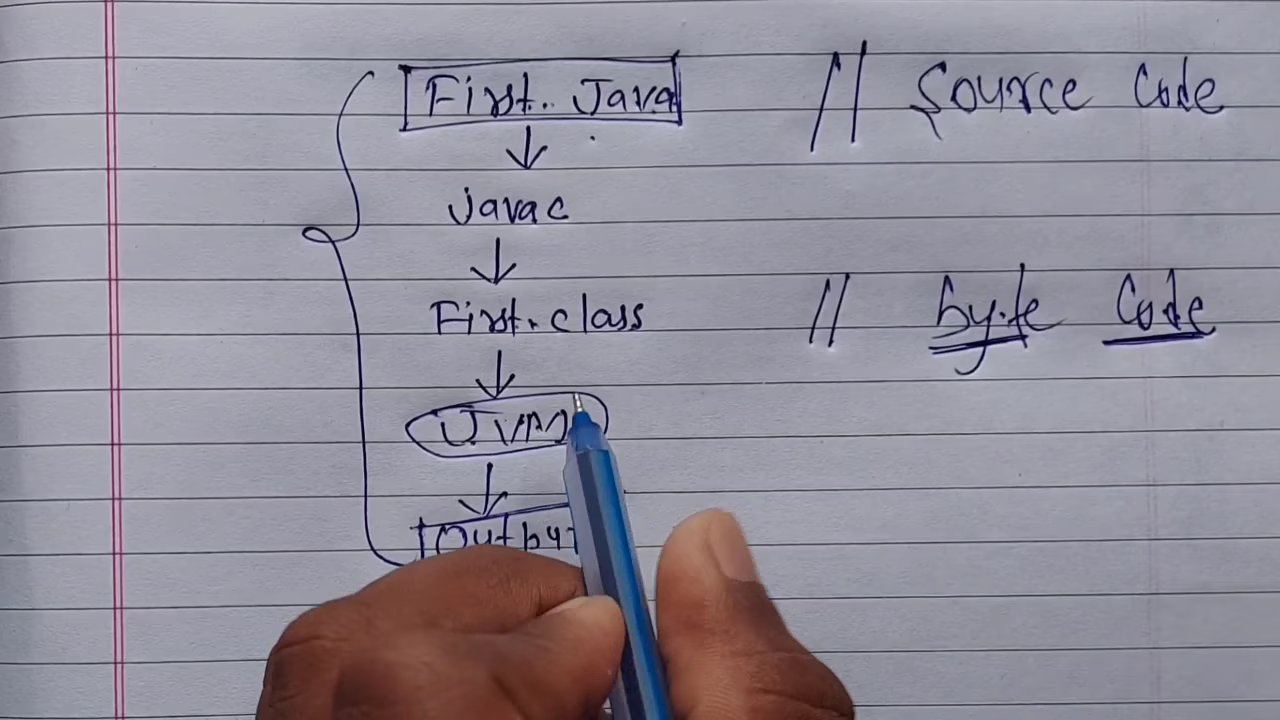 First. Java // Source Code
javac
First.class // byte Code
JVM
Output